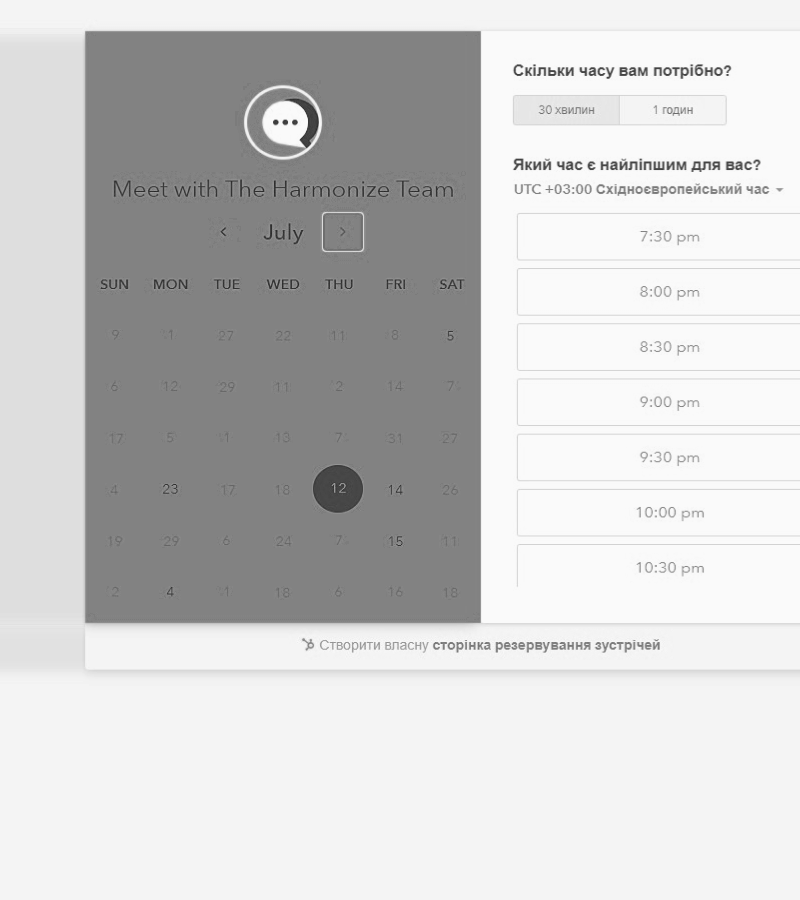 Meet with The Harmonize Team
July
SUN MON TUE WED THU FRI SAT
9 1 27 22 11 8 5
6 12 29 11 2 14 7
17 5 1 13 7 31 27
4 23 17 18 12 14 26
19 29 6 24 7 15 11
2 4 1 18 6 16 18
Скільки часу вам потрібно?
30 хвилин 1 годин
Який час є найліпшим для вас?
UTC +03:00 Східноєвропейський час
7:30 pm
8:00 pm
8:30 pm
9:00 pm
9:30 pm
10:00 pm
10:30 pm
Створити власну сторінка резервування зустрічей